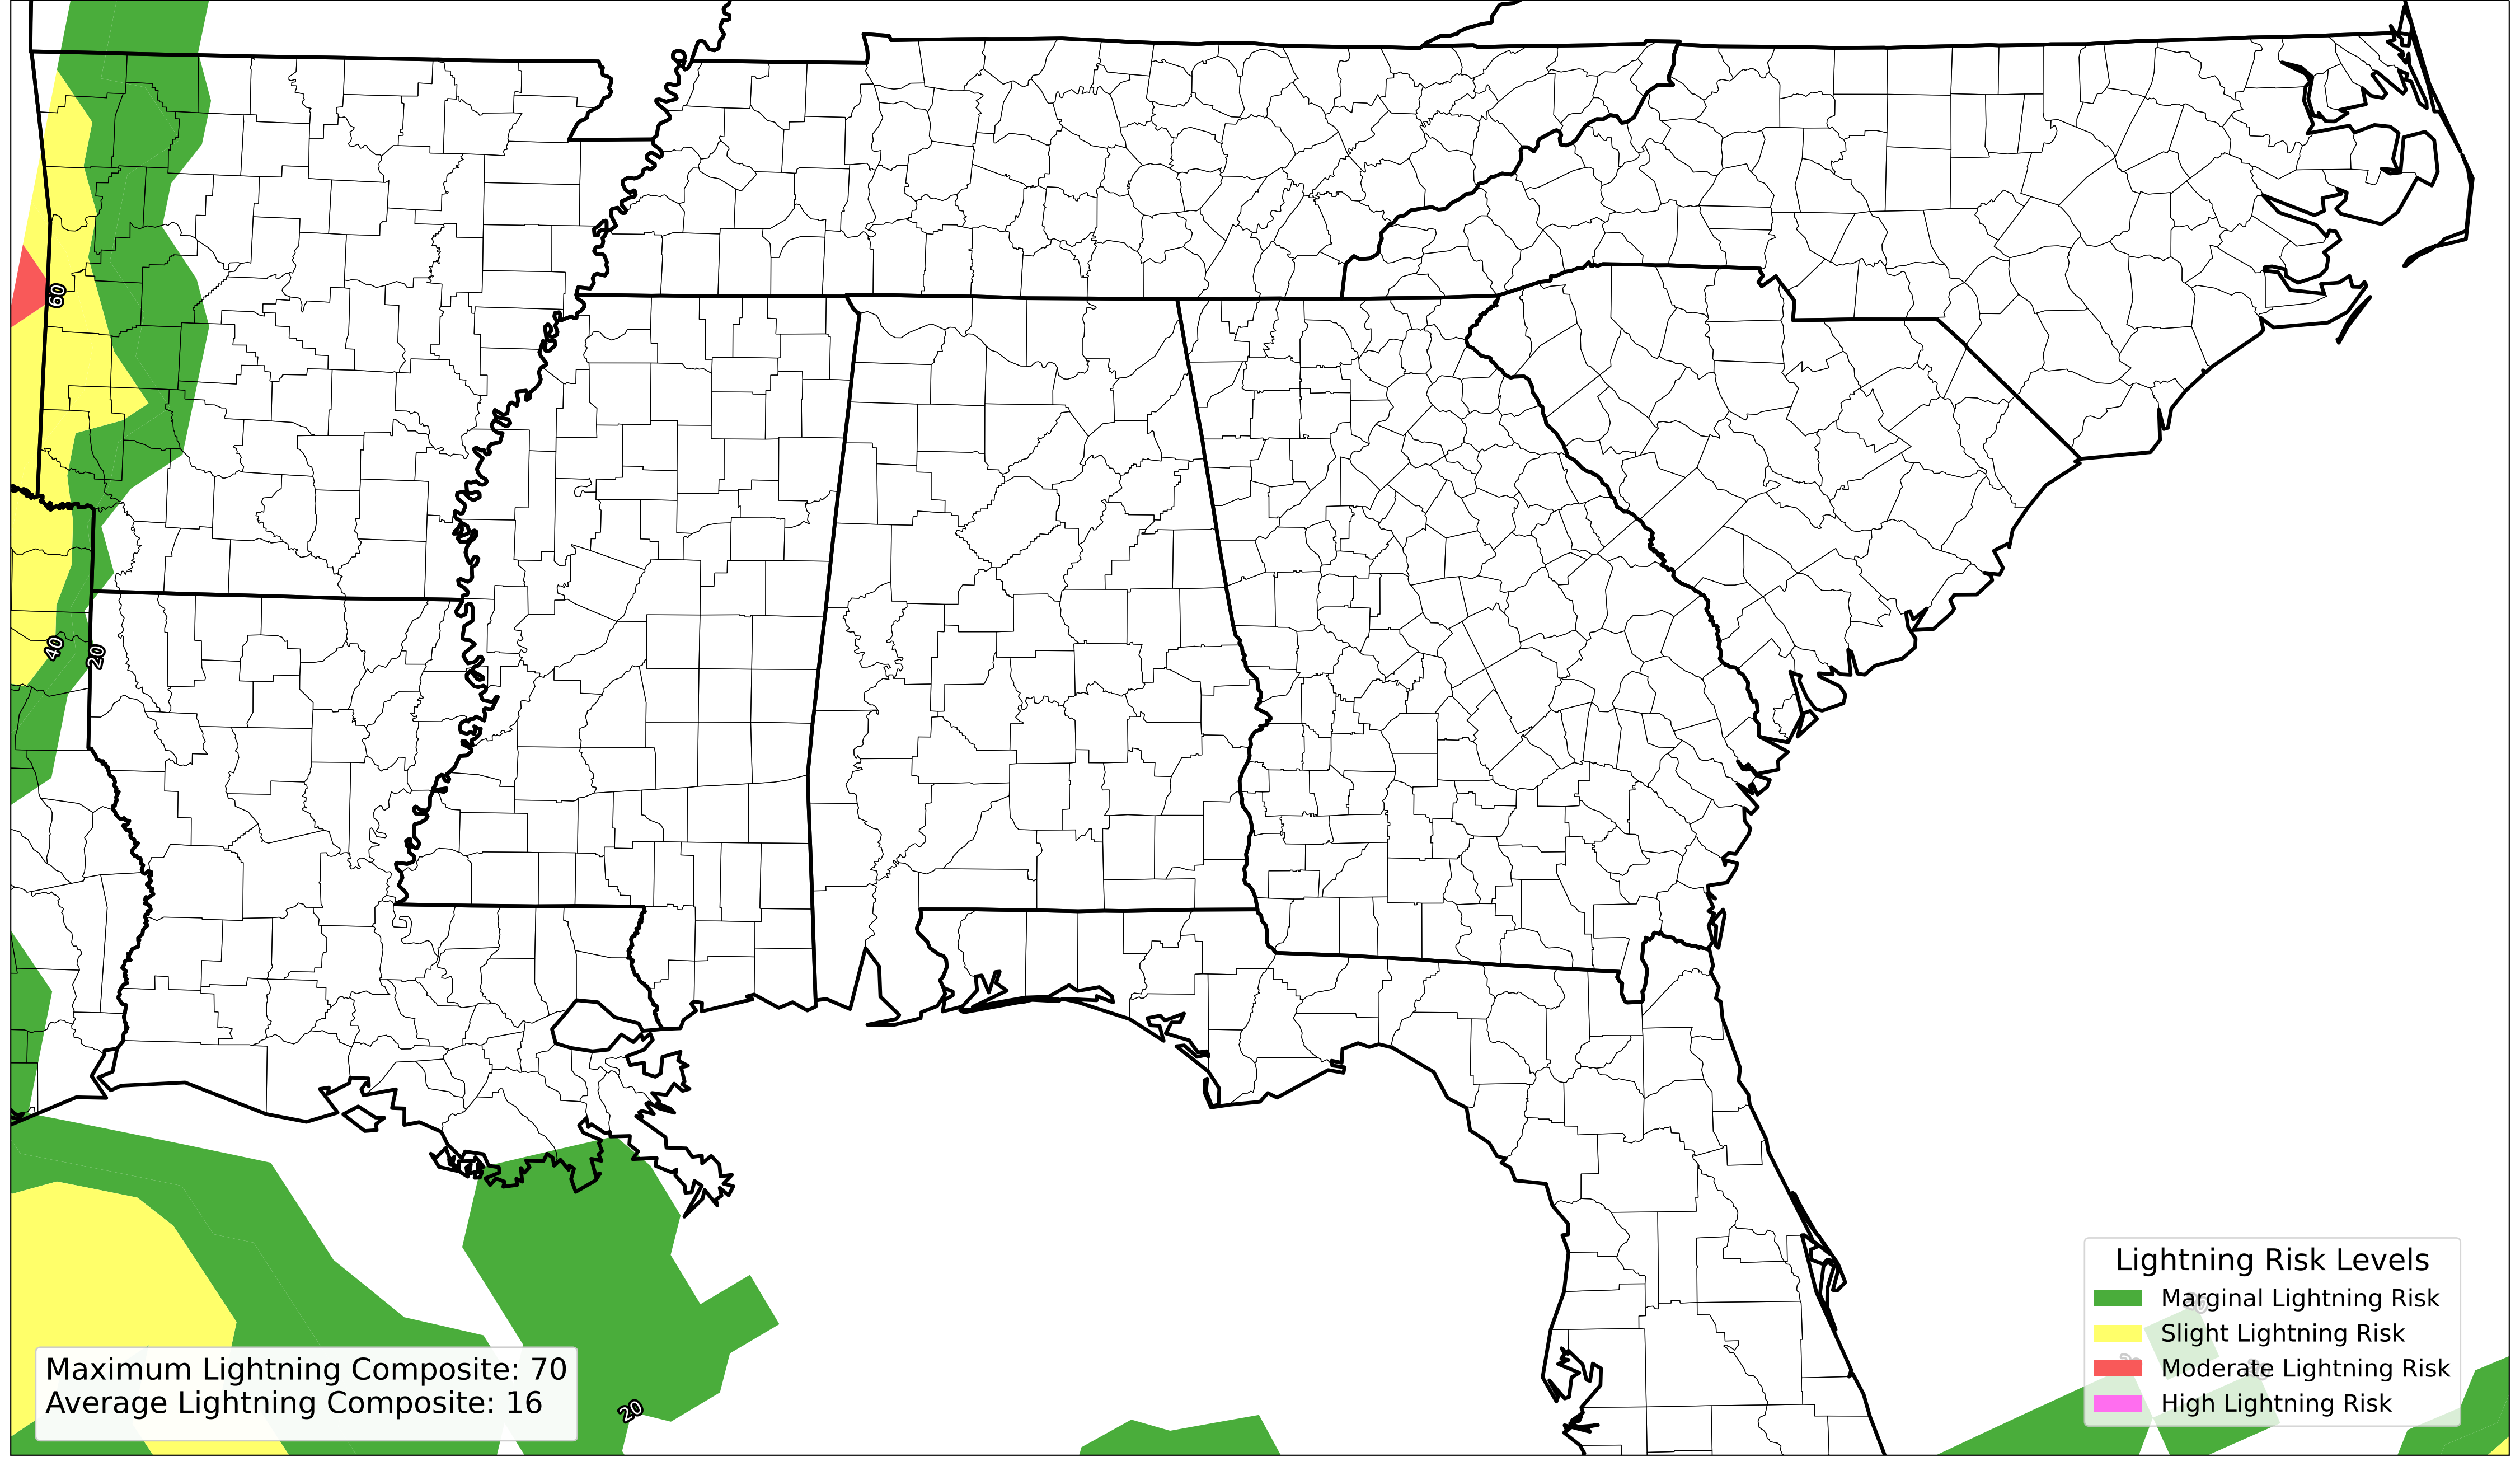 60
40
20
20
Maximum Lightning Composite: 70
Average Lightning Composite: 16
Lightning Risk Levels
Marginal Lightning Risk
Slight Lightning Risk
Moderate Lightning Risk
High Lightning Risk